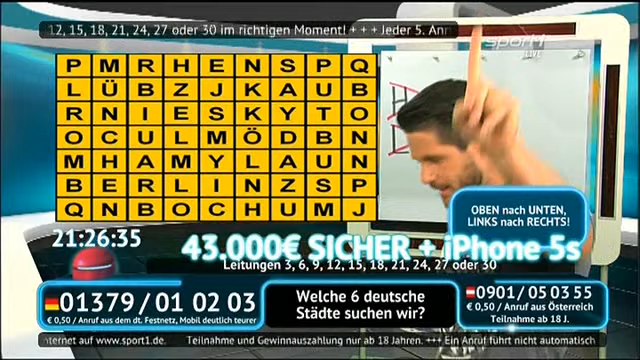 12, 15, 18, 21, 24, 27 oder 30 im richtigen Moment! +++ Jeder 5. Ann
sport1
LIVE
P M R H E N S P Q
L Ü B Z J K A U B
R N I E S K Y T O
O C U L M Ö D B N
M H A M Y L A U N
B E R L I N Z S P
Q N B O C H U M J
H
OBEN nach UNTEN,
LINKS nach RECHTS!
21:26:35
43.000€ SICHER + iPhone 5s
Leitungen 3, 6, 9, 12, 15, 18, 21, 24, 27 oder 30
01379/01 02 03
€ 0,50 / Anruf aus dem dt. Festnetz, Mobil deutlich teurer
Welche 6 deutsche
Städte suchen wir?
0901/05 03 55
€ 0,50 / Anruf aus Österreich
Teilnahme ab 18 J.
nternet auf www.sport1.de. Teilnahme und Gewinnauszahlung nur ab 18 Jahren. +++ Ein Anruf führt nicht automatisch